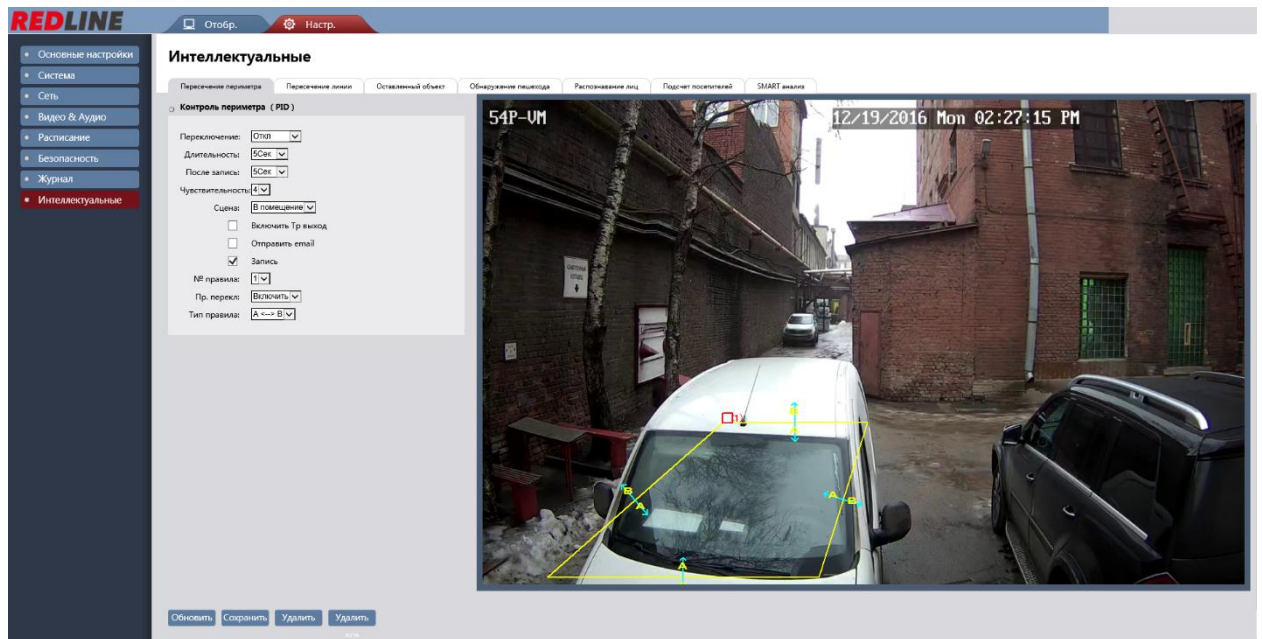 REDLINE
Отобр.
Настр.
Основные настройки
Система
Сеть
Видео & Аудио
Расписание
Безопасность
Журнал
Интеллектуальные
Интеллектуальные
Пересечение периметра
Пересечение линии
Оставленный объект
Обнаружение пешехода
Распознавание лиц
Подсчет посетителей
SMART анализ
Контроль периметра (PID)
Переключение: Откл
Длительность: 5Сек
После запись: 5Сек
Чувствительность: 4
Сцена: В помещение
Включить Тр выход
Отправить email
Запись
№ правила: 1
Пр. перекл: Включить
Тип правила: A <--> B
54P-VM
12/19/2016 Mon 02:27:15 PM
1
B
A
B
A
A B
A
Обновить
Сохранить
Удалить
Удалить